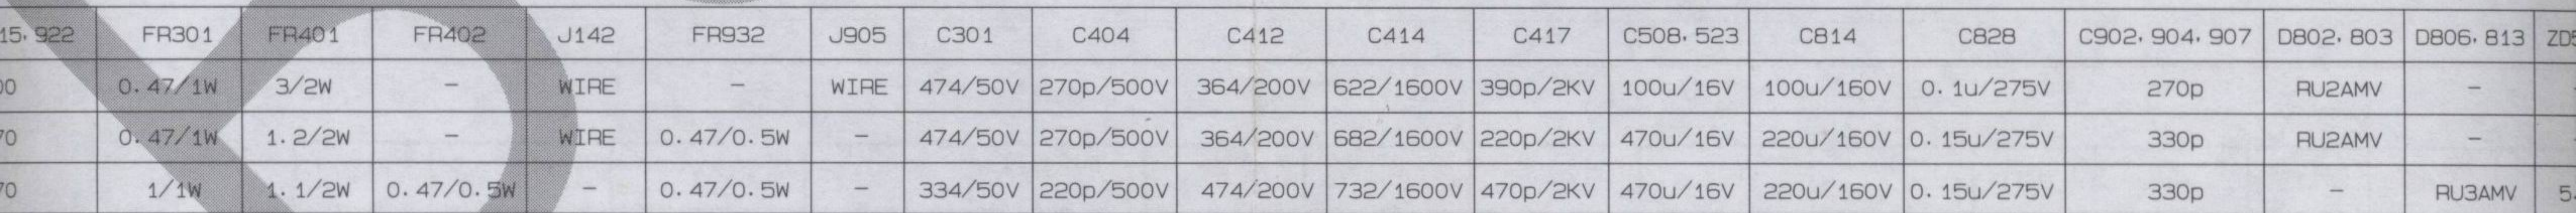 15, 922 FR301 FR401 FR402 J142 FR932 J905 C301 C404 C412 C414 C417 C508, 523 C814 C828 C902, 904, 907 D802, 803 D806, 813
0.47/1W 3/2W - WIRE - WIRE 474/50V 270p/500V 364/200V 622/1600V 390p/2KV 100u/16V 100u/160V 0.1u/275V 270p RU2AMV -
70 0.47/1W 1.2/2W - WIRE 0.47/0.5W - 474/50V 270p/500V 364/200V 682/1600V 220p/2KV 470u/16V 220u/160V 0.15u/275V 330p RU2AMV -
70 1/1W 1.1/2W 0.47/0.5W - 0.47/0.5W - 334/50V 220p/500V 474/200V 732/1600V 470p/2KV 470u/16V 220u/160V 0.15u/275V 330p - RU3AMV